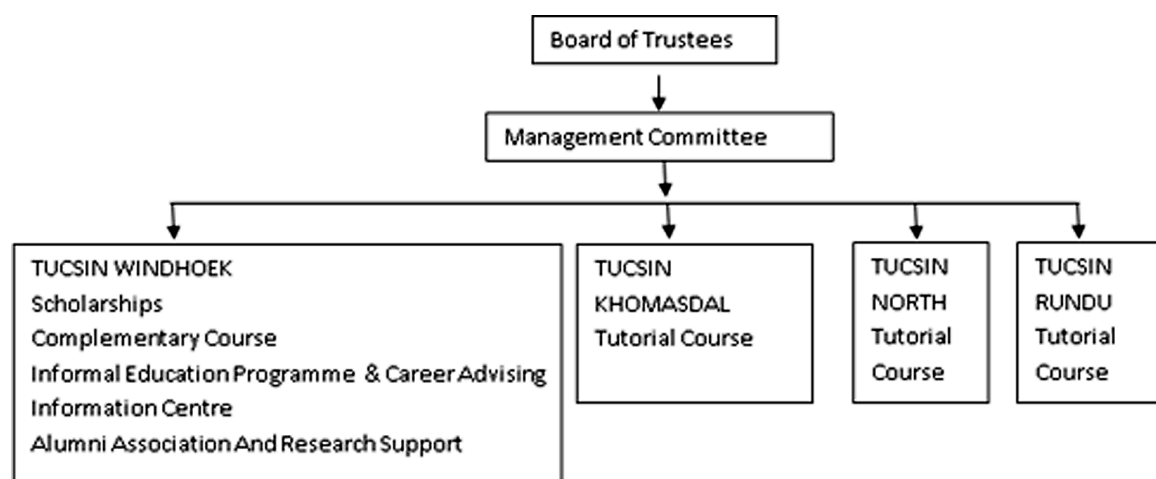 Board of Trustees
Management Committee
TUCSIN WINDHOEK
Scholarships
Complementary Course
Informal Education Programme & Career Advising
Information Centre
Alumni Association And Research Support
TUCSIN
KHOMASDAL
Tutorial Course
TUCSIN
NORTH
Tutorial
Course
TUCSIN
RUNDU
Tutorial
Course